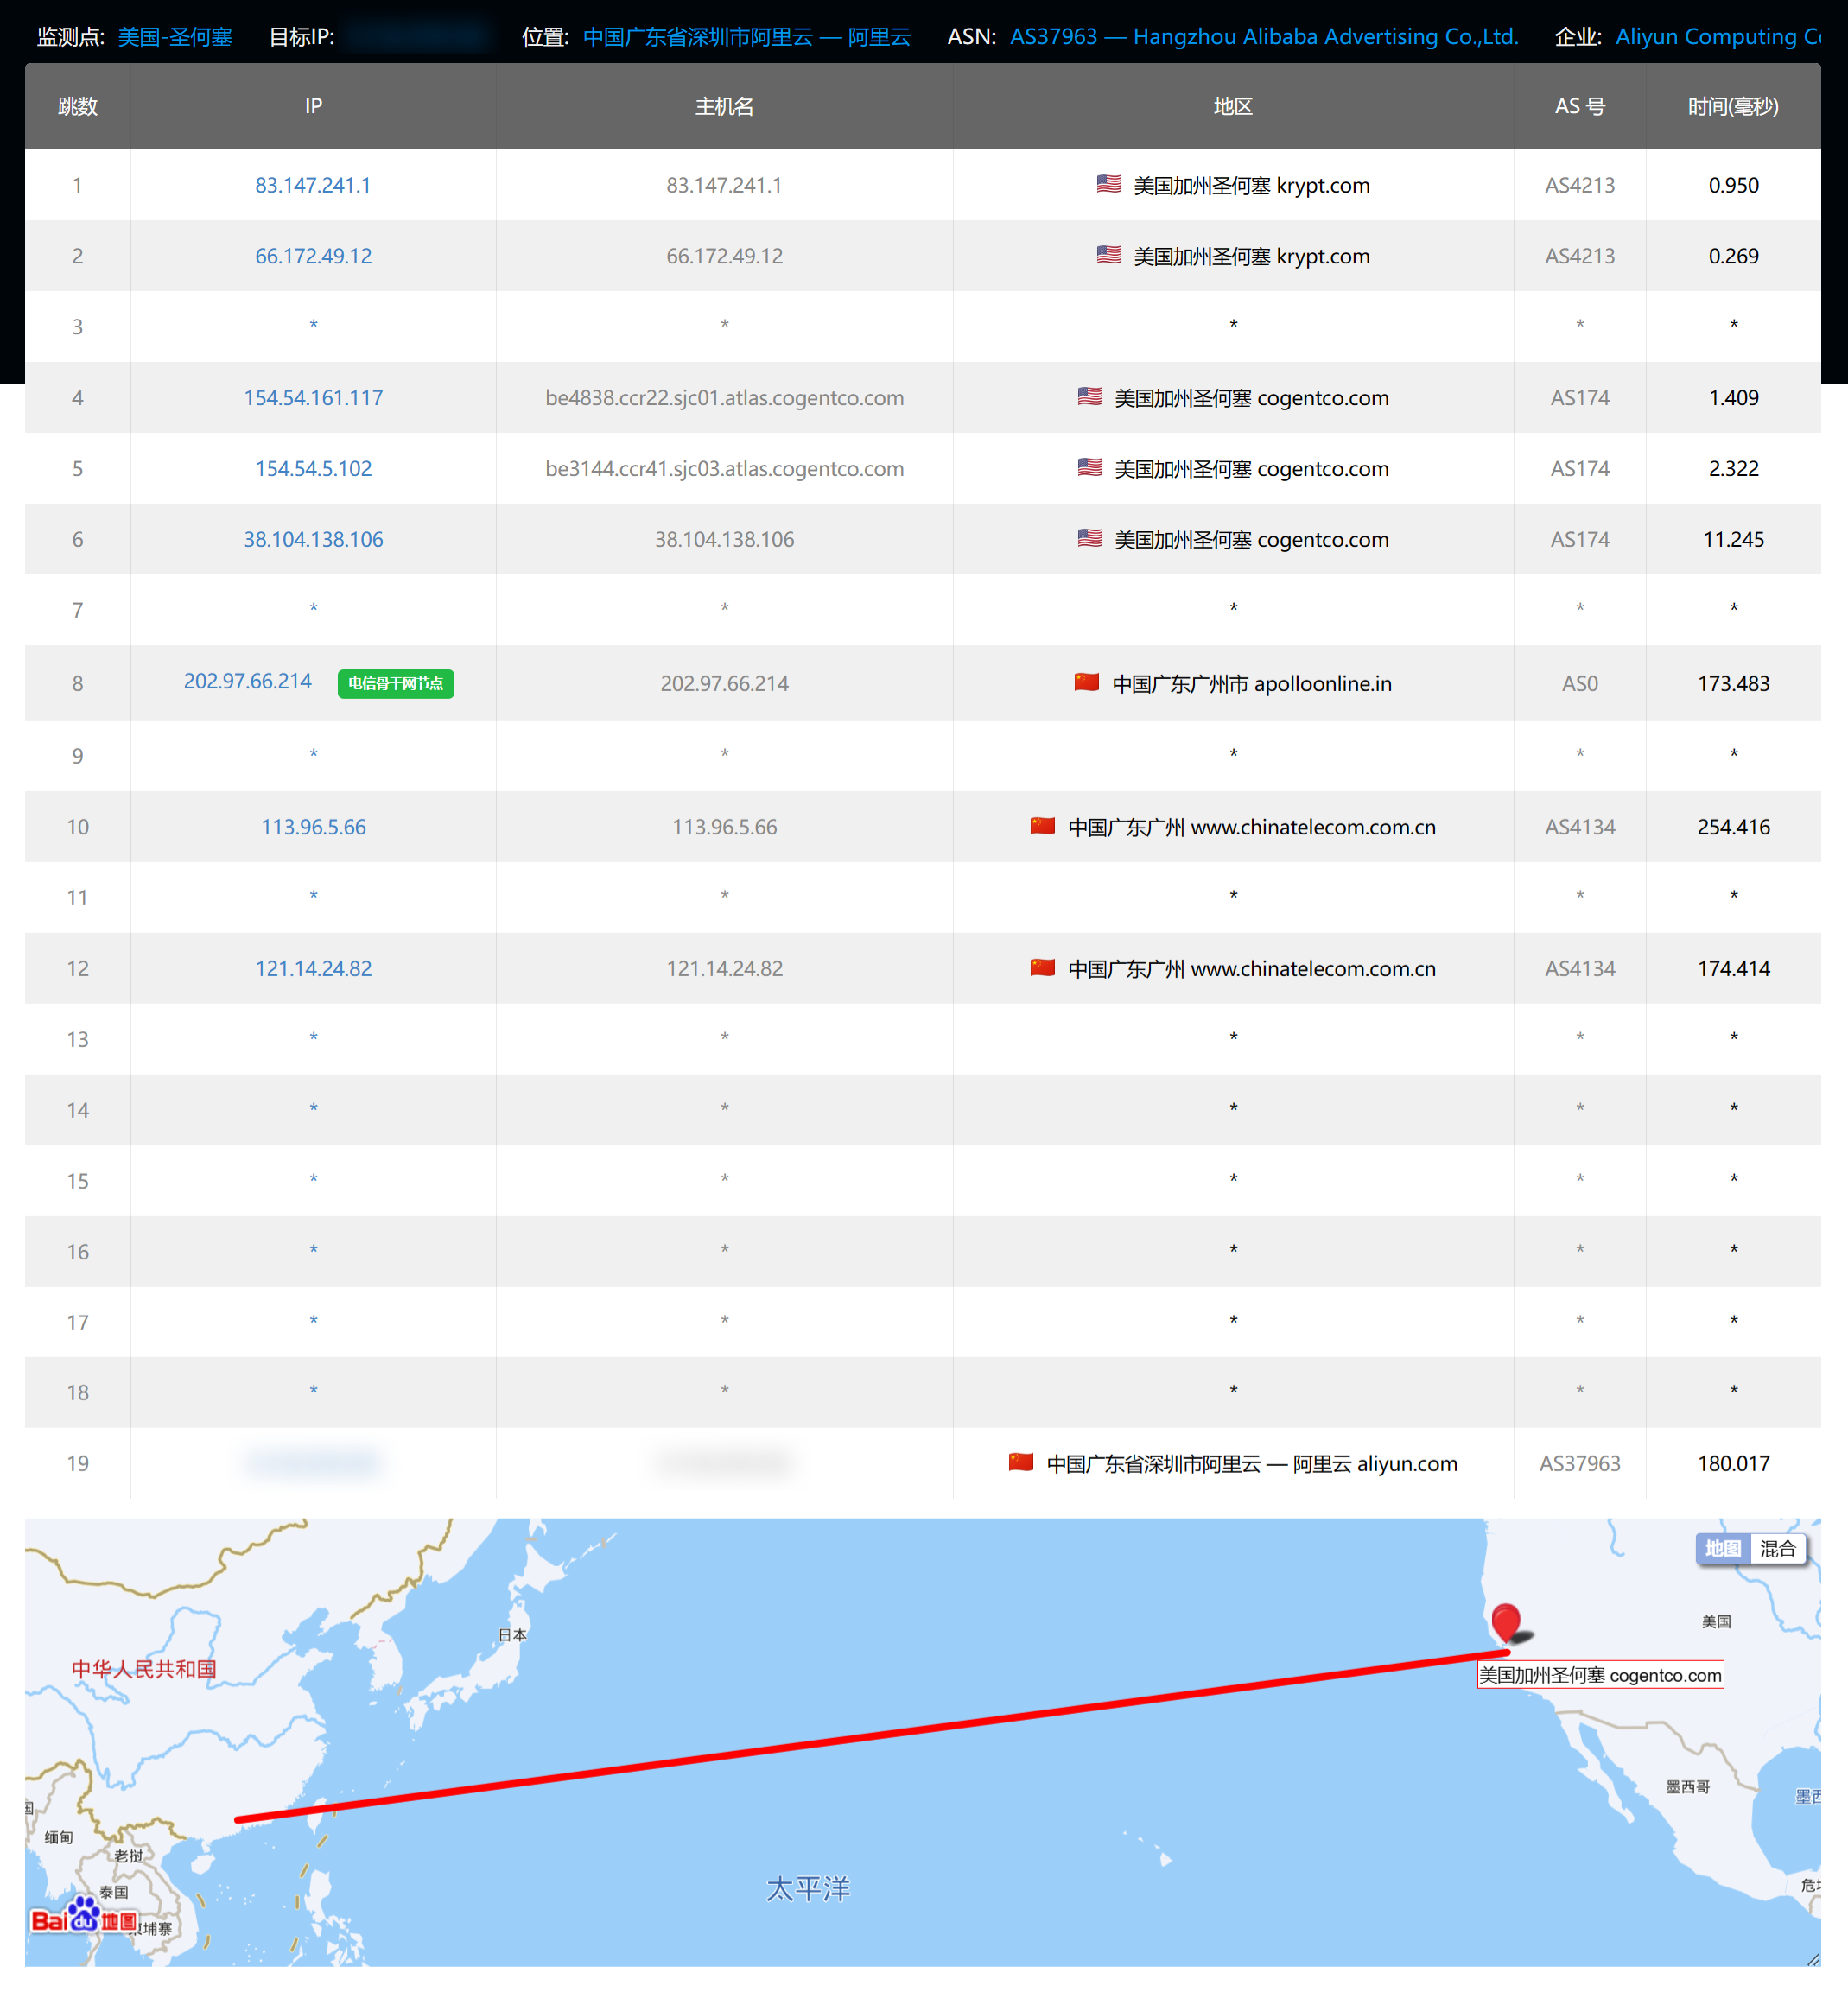 监测点: 美国-圣何塞 目标IP: 位置: 中国广东省深圳市阿里云 — 阿里云 ASN: AS37963 — Hangzhou Alibaba Advertising Co.,Ltd. 企业: Aliyun Computing
跳数 IP 主机名 地区 AS 号 时间(毫秒)
1 83.147.241.1 83.147.241.1 美国加州圣何塞 krypt.com AS4213 0.950
2 66.172.49.12 66.172.49.12 美国加州圣何塞 krypt.com AS4213 0.269
3 * * * * *
4 154.54.161.117 be4838.ccr22.sjc01.atlas.cogentco.com 美国加州圣何塞 cogentco.com AS174 1.409
5 154.54.5.102 be3144.ccr41.sjc03.atlas.cogentco.com 美国加州圣何塞 cogentco.com AS174 2.322
6 38.104.138.106 38.104.138.106 美国加州圣何塞 cogentco.com AS174 11.245
7 * * * * *
8 202.97.66.214 电信骨干网节点 202.97.66.214 中国广东广州市 apolloonline.in AS0 173.483
9 * * * * *
10 113.96.5.66 113.96.5.66 中国广东广州 www.chinatelecom.com.cn AS4134 254.416
11 * * * * *
12 121.14.24.82 121.14.24.82 中国广东广州 www.chinatelecom.com.cn AS4134 174.414
13 * * * * *
14 * * * * *
15 * * * * *
16 * * * * *
17 * * * * *
18 * * * * *
19 中国广东省深圳市阿里云 — 阿里云 aliyun.com AS37963 180.017
地图 混合
美国
日本
中华人民共和国
美国加州圣何塞 cogentco.com
墨西哥
缅甸
老挝
太平洋
泰国
Bai du 地图
埔寨